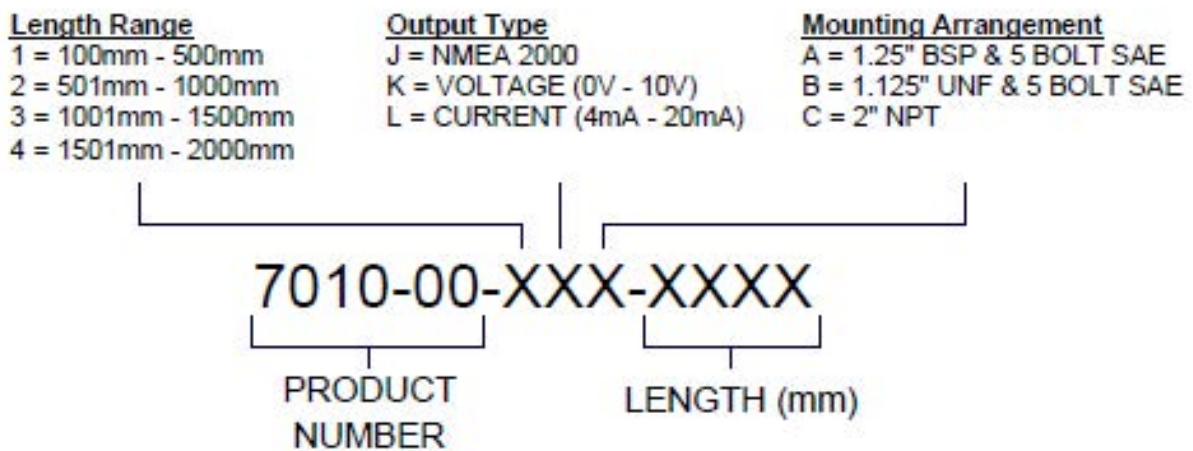 Length Range
1 = 100mm - 500mm
2 = 501mm - 1000mm
3 = 1001mm - 1500mm
4 = 1501mm - 2000mm
Output Type
J = NMEA 2000
K = VOLTAGE (0V - 10V)
L = CURRENT (4mA - 20mA)
Mounting Arrangement
A = 1.25" BSP & 5 BOLT SAE
B = 1.125" UNF & 5 BOLT SAE
C = 2" NPT
7010-00-XXX-XXXX
PRODUCT
NUMBER
LENGTH (mm)